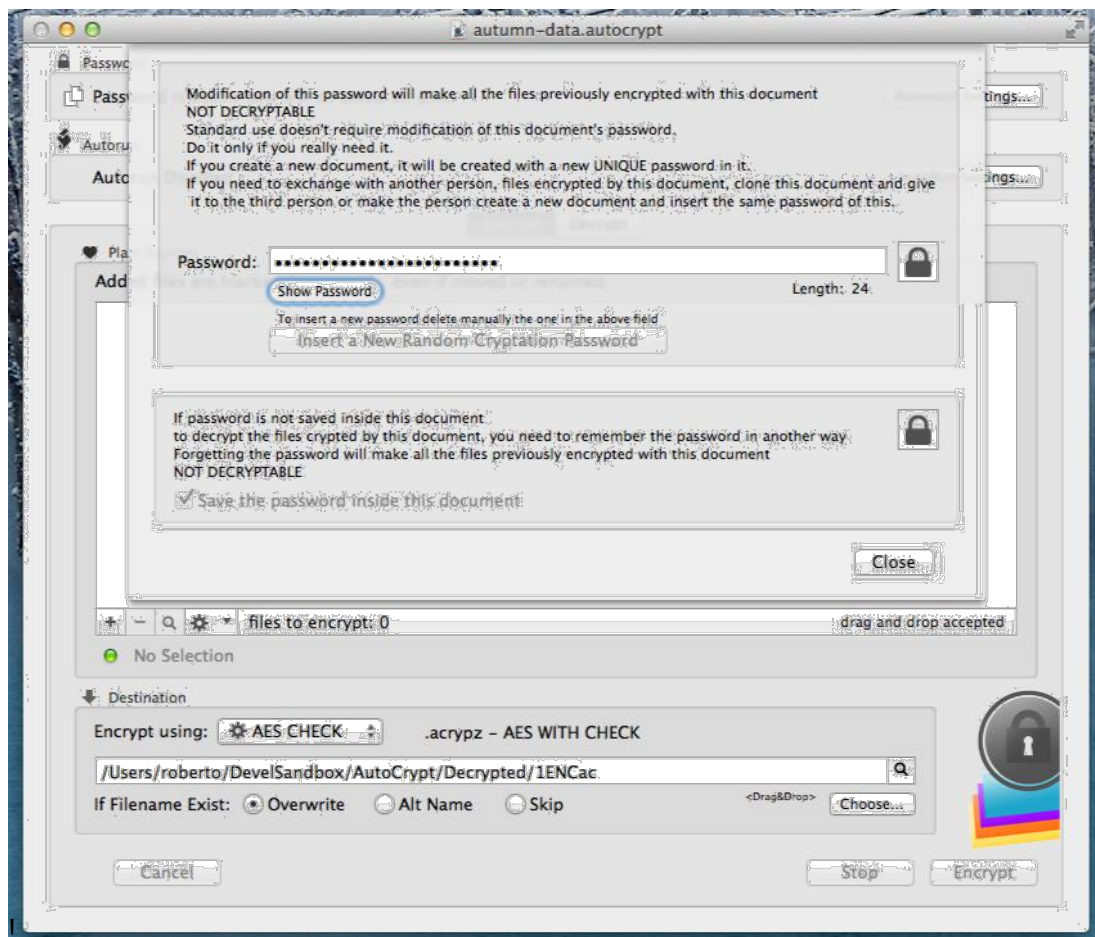 autumn-data.autocrypt
Passwo
Pass
tings...
Autoru
Auto
ings...
Modification of this password will make all the files previously encrypted with this document
NOT DECRYPTABLE
Standard use doesn't require modification of this document's password.
Do it only if you really need it.
If you create a new document, it will be created with a new UNIQUE password in it.
If you need to exchange with another person, files encrypted by this document, clone this document and give
it to the third person or make the person create a new document and insert the same password of this.
Decrypt
Pla
Add
Password: ••••••••••••••••••••••••
Show Password
Length: 24
To insert a new password delete manually the one in the above field
Insert a New Random Cryptation Password
If password is not saved inside this document
to decrypt the files crypted by this document, you need to remember the password in another way
Forgetting the password will make all the files previously encrypted with this document
NOT DECRYPTABLE
Save the password inside this document
Close
files to encrypt: 0 drag and drop accepted
No Selection
Destination
Encrypt using: AES CHECK .acrypz – AES WITH CHECK
/Users/roberto/DevelSandbox/AutoCrypt/Decrypted/1ENCac
If Filename Exist: Overwrite Alt Name Skip <Drag&Drop> Choose...
Cancel Stop Encrypt